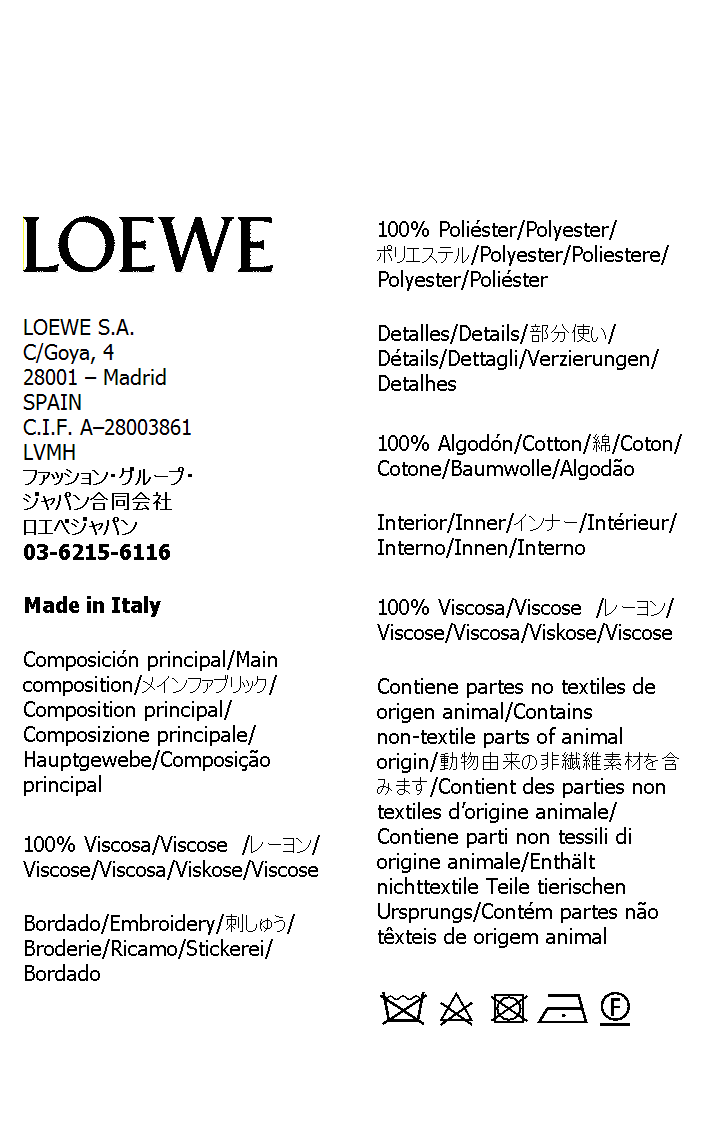 LOEWE
LOEWE S.A.
C/Goya, 4
28001 – Madrid
SPAIN
C.I.F. A–28003861
LVMH
ファッション・グループ・
ジャパン合同会社
ロエベジャパン
03-6215-6116
Made in Italy
Composición principal/Main
composition/メインファブリック/
Composition principal/
Composizione principale/
Hauptgewebe/Composição
principal
100% Viscosa/Viscose /レーヨン/
Viscose/Viscosa/Viskose/Viscose
Bordado/Embroidery/刺しゅう/
Broderie/Ricamo/Stickerei/
Bordado
100% Poliéster/Polyester/
ポリエステル/Polyester/Poliestere/
Polyester/Poliéster
Detalles/Details/部分使い/
Détails/Dettagli/Verzierungen/
Detalhes
100% Algodón/Cotton/綿/Coton/
Cotone/Baumwolle/Algodão
Interior/Inner/インナー/Intérieur/
Interno/Innen/Interno
100% Viscosa/Viscose /レーヨン/
Viscose/Viscosa/Viskose/Viscose
Contiene partes no textiles de
origen animal/Contains
non-textile parts of animal
origin/動物由来の非繊維素材を含
みます/Contient des parties non
textiles d’origine animale/
Contiene parti non tessili di
origine animale/Enthält
nichttextile Teile tierischen
Ursprungs/Contém partes não
têxteis de origem animal
F